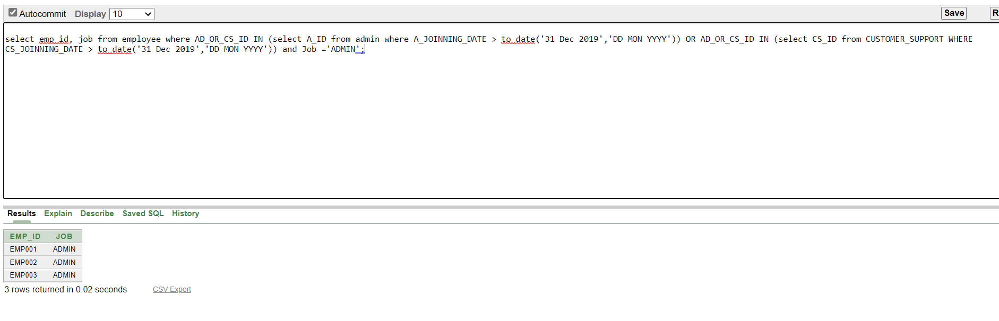 Autocommit Display 10 Save
select emp_id, job from employee where AD_OR_CS_ID IN (select A_ID from admin where A_JOINNING_DATE > to_date('31 Dec 2019','DD MON YYYY')) OR AD_OR_CS_ID IN (select CS_ID from CUSTOMER_SUPPORT WHERE
CS_JOINNING_DATE > to_date('31 Dec 2019','DD MON YYYY')) and Job ='ADMIN';
Results Explain Describe Saved SQL History
EMP_ID JOB
EMP001 ADMIN
EMP002 ADMIN
EMP003 ADMIN
3 rows returned in 0.02 seconds CSV Export